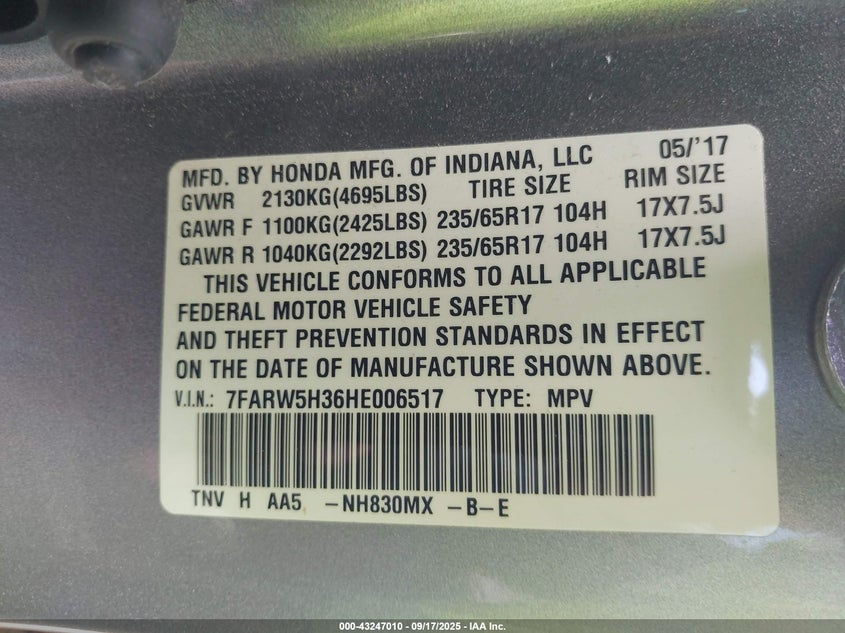 MFD. BY HONDA MFG. OF INDIANA, LLC 05/'17
GVWR 2130KG(4695LBS) TIRE SIZE RIM SIZE
GAWR F 1100KG(2425LBS) 235/65R17 104H 17X7.5J
GAWR R 1040KG(2292LBS) 235/65R17 104H 17X7.5J
THIS VEHICLE CONFORMS TO ALL APPLICABLE
FEDERAL MOTOR VEHICLE SAFETY
AND THEFT PREVENTION STANDARDS IN EFFECT
ON THE DATE OF MANUFACTURE SHOWN ABOVE.
V.I.N.: 7FARW5H36HE006517 TYPE: MPV
TNV H AA5 -NH830MX -B-E
000-43247010 - 09/17/2025 - IAA Inc.